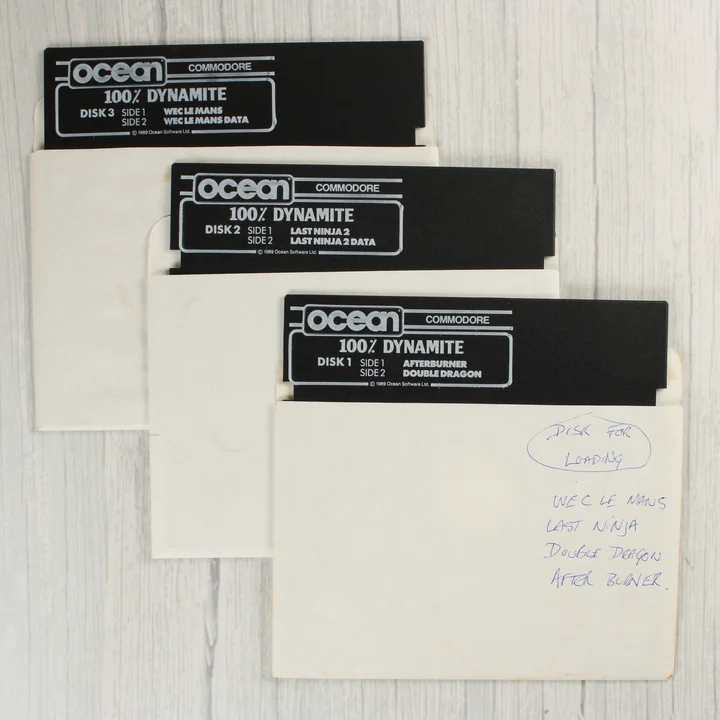 ocean COMMODORE
100% DYNAMITE
DISK 3 SIDE 1 WEC LE MANS
SIDE 2 WEC LE MANS DATA
© 1989 Ocean Software Ltd.
ocean COMMODORE
100% DYNAMITE
DISK 2 SIDE 1 LAST NINJA 2
SIDE 2 LAST NINJA 2 DATA
© 1989 Ocean Software Ltd.
ocean COMMODORE
100% DYNAMITE
DISK 1 SIDE 1 AFTERBURNER
SIDE 2 DOUBLE DRAGON
© 1989 Ocean Software Ltd.
DISK FOR
LOADING
WEC LE MANS
LAST NINJA
DOUBLE DRAGON
AFTER BURNER.